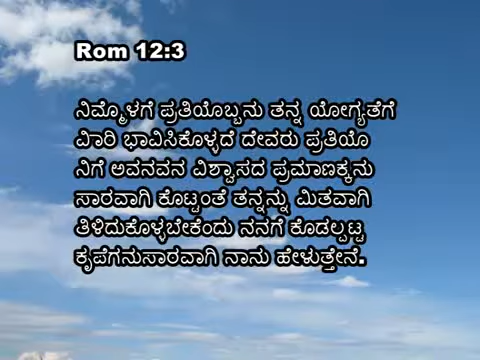 Rom 12:3
ನಿಮ್ಮೊಳಗೆ ಪ್ರತಿಯೊಬ್ಬನು ತನ್ನ ಯೋಗ್ಯತೆಗೆ
ವಿಾರಿ ಭಾವಿಸಿಕೊಳ್ಳದೆ ದೇವರು ಪ್ರತಿಯೊ
ನಿಗೆ ಅವನವನ ವಿಶ್ವಾಸದ ಪ್ರಮಾಣಕ್ಕನು
ಸಾರವಾಗಿ ಕೊಟ್ಟಂತೆ ತನ್ನನ್ನು ಮಿತವಾಗಿ
ತಿಳಿದುಕೊಳ್ಳಬೇಕೆಂದು ನನಗೆ ಕೊಡಲ್ಪಟ್ಟ
ಕೃಪೆಗನುಸಾರವಾಗಿ ನಾನು ಹೇಳುತ್ತೇನೆ.